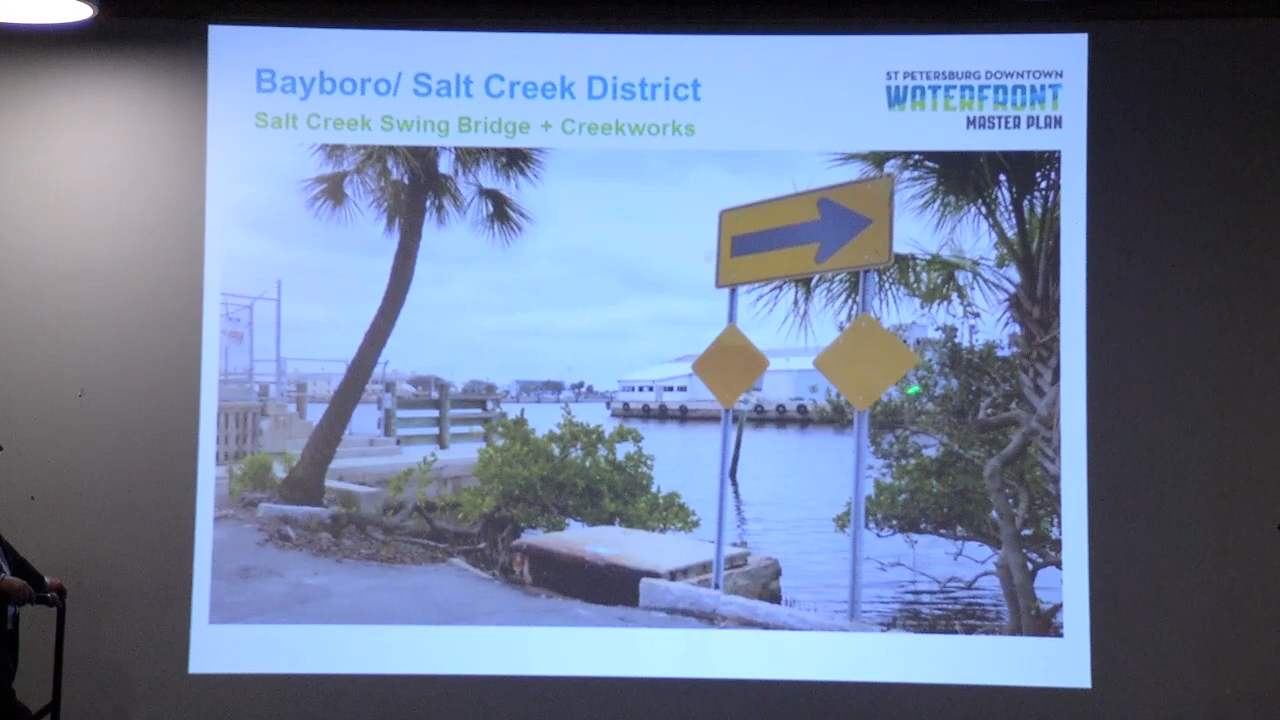 Bayboro/ Salt Creek District
Salt Creek Swing Bridge + Creekworks
ST PETERSBURG DOWNTOWN
WATERFRONT
MASTER PLAN